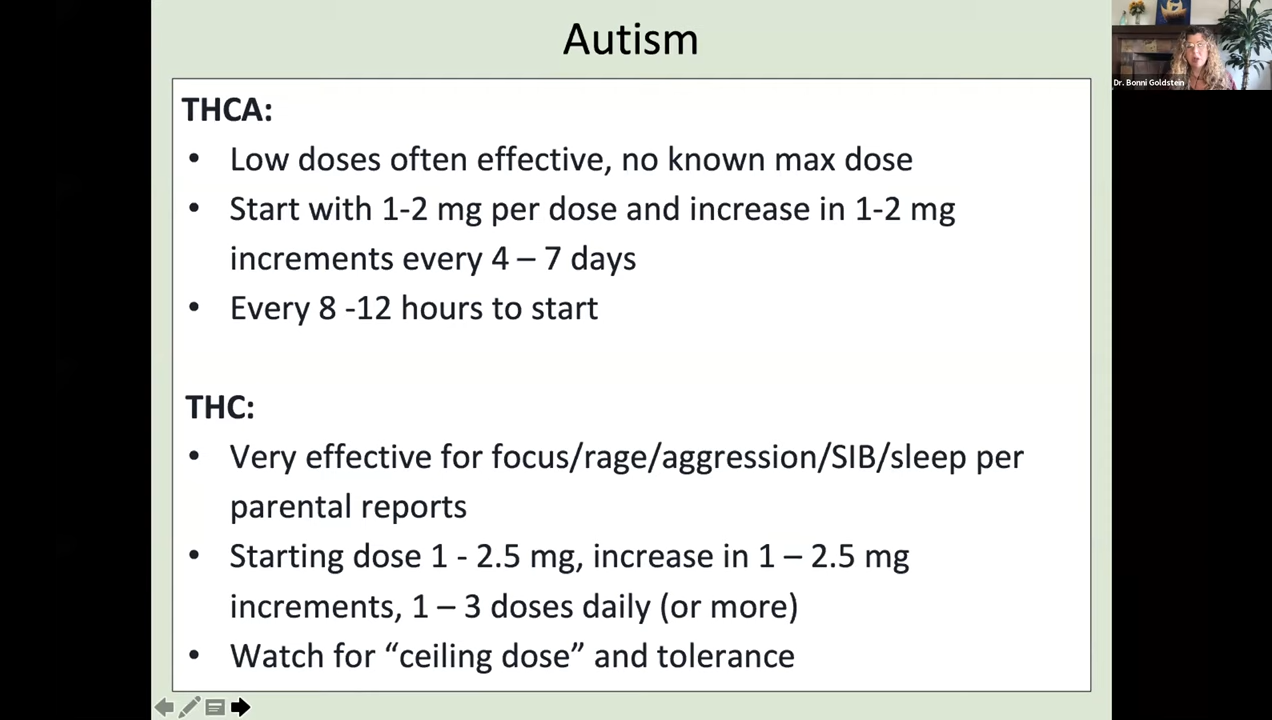 Autism
Dr. Bonni Goldstein
THCA:
• Low doses often effective, no known max dose
• Start with 1-2 mg per dose and increase in 1-2 mg
increments every 4 – 7 days
• Every 8 -12 hours to start
THC:
• Very effective for focus/rage/aggression/SIB/sleep per
parental reports
• Starting dose 1 - 2.5 mg, increase in 1 – 2.5 mg
increments, 1 – 3 doses daily (or more)
• Watch for “ceiling dose” and tolerance